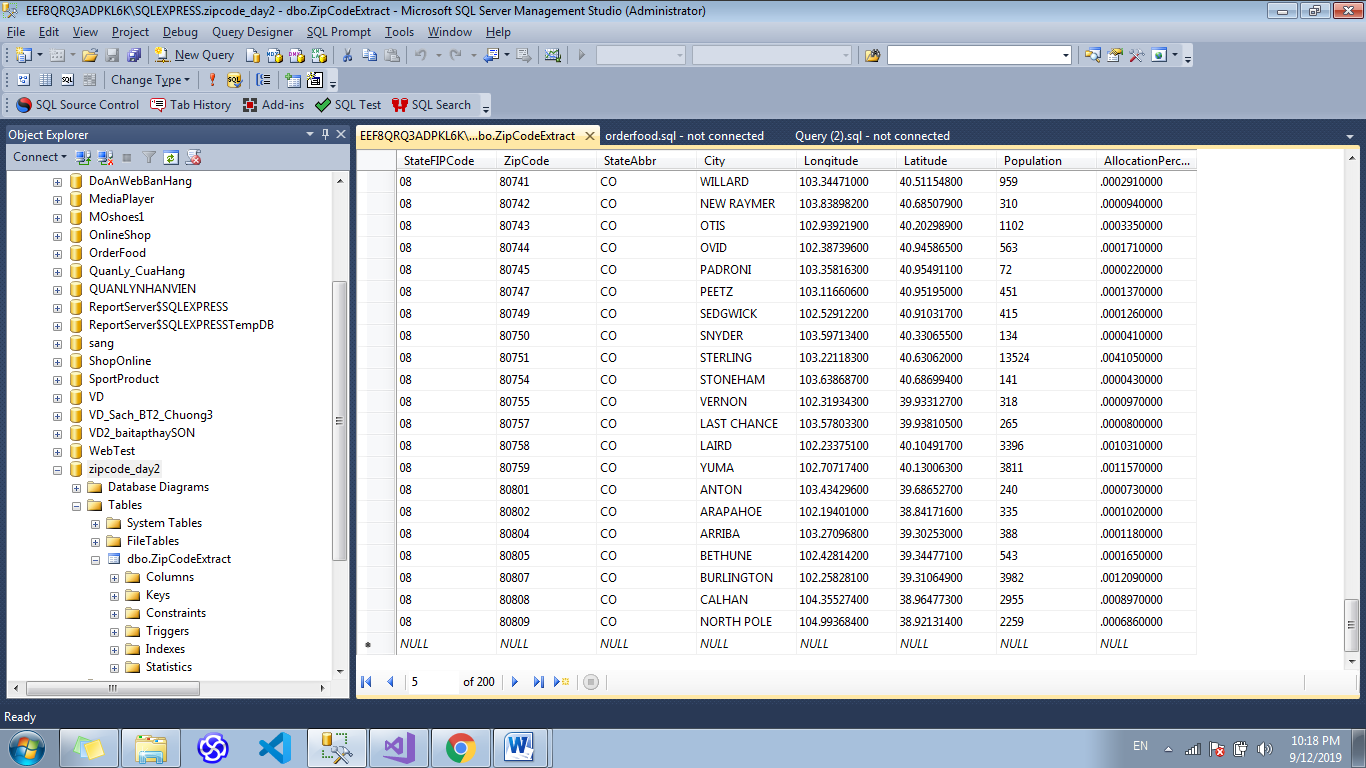 EEF8QRQ3ADPKL6K\SQLEXPRESS.zipcode_day2 - dbo.ZipCodeExtract - Microsoft SQL Server Management Studio (Administrator)
File Edit View Project Debug Query Designer SQL Prompt Tools Window Help
New Query
Change Type
SQL Source Control Tab History Add-ins SQL Test SQL Search
Object Explorer
Connect
DoAnWebBanHang
MediaPlayer
MOshoes1
OnlineShop
OrderFood
QuanLy_CuaHang
QUANLYNHANVIEN
ReportServer$SQLEXPRESS
ReportServer$SQLEXPRESSTempDB
sang
ShopOnline
SportProduct
VD
VD_Sach_BT2_Chuong3
VD2_baitapthaySON
WebTest
zipcode_day2
Database Diagrams
Tables
System Tables
FileTables
dbo.ZipCodeExtract
Columns
Keys
Constraints
Triggers
Indexes
Statistics
EEF8QRQ3ADPKL6K\...bo.ZipCodeExtract orderfood.sql - not connected Query (2).sql - not connected
StateFIPCode ZipCode StateAbbr City Longitude Latitude Population AllocationPerc...
08 80741 CO WILLARD 103.34471000 40.51154800 959 .0002910000
08 80742 CO NEW RAYMER 103.83898200 40.68507900 310 .0000940000
08 80743 CO OTIS 102.93921900 40.20298900 1102 .0003350000
08 80744 CO OVID 102.38739600 40.94586500 563 .0001710000
08 80745 CO PADRONI 103.35816300 40.95491100 72 .0000220000
08 80747 CO PEETZ 103.11660600 40.95195000 451 .0001370000
08 80749 CO SEDGWICK 102.52912200 40.91031700 415 .0001260000
08 80750 CO SNYDER 103.59713400 40.33065500 134 .0000410000
08 80751 CO STERLING 103.22118300 40.63062000 13524 .0041050000
08 80754 CO STONEHAM 103.63868700 40.68699400 141 .0000430000
08 80755 CO VERNON 102.31934300 39.93312700 318 .0000970000
08 80757 CO LAST CHANCE 103.57803300 39.93810500 265 .0000800000
08 80758 CO LAIRD 102.23375100 40.10491700 3396 .0010310000
08 80759 CO YUMA 102.70717400 40.13006300 3811 .0011570000
08 80801 CO ANTON 103.43429600 39.68652700 240 .0000730000
08 80802 CO ARAPAHOE 102.19401000 38.84171600 335 .0001020000
08 80804 CO ARRIBA 103.27096800 39.30253000 388 .0001180000
08 80805 CO BETHUNE 102.42814200 39.34477100 543 .0001650000
08 80807 CO BURLINGTON 102.25828100 39.31064900 3982 .0012090000
08 80808 CO CALHAN 104.35527400 38.96477300 2955 .0008970000
08 80809 CO NORTH POLE 104.99368400 38.92131400 2259 .0006860000
NULL NULL NULL NULL NULL NULL NULL NULL
5 of 200
Ready
EN 10:18 PM
9/12/2019